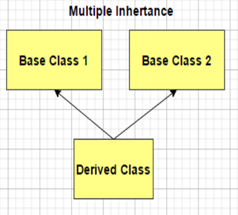 Multiple Inhertance
Base Class 1
Base Class 2
Derived Class